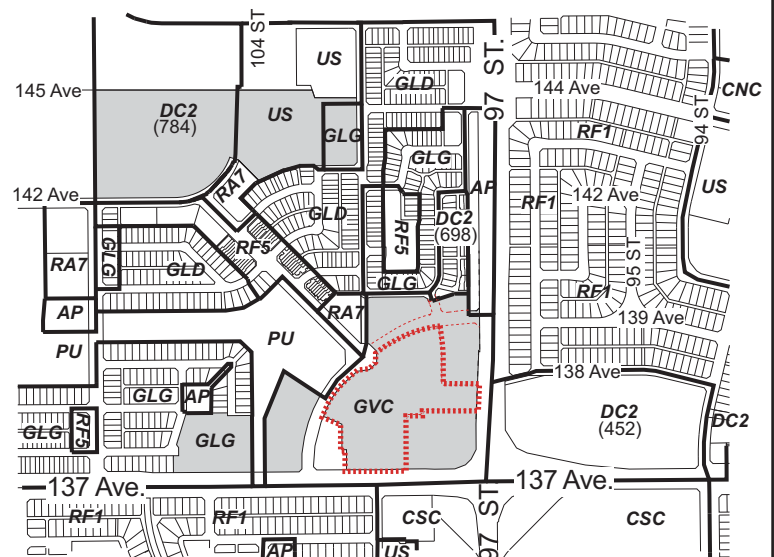 104 ST
US
97 ST.
GLD
145 Ave
144 Ave
CNC
DC2
(784)
US
GLG
94 ST
RF1
GLG
US
RA7
AP
142 Ave
142 Ave
GLD
RF1
DC2
(698)
RF5
RF5
GLG
RA7
GLD
95 ST
GLG
RF1
AP
RA7
139 Ave
PU
PU
138 Ave
GLG
AP
GVC
DC2
(452)
DC2
GLG
RF5
GLG
137 Ave.
137 Ave.
97 ST.
RF1
RF1
CSC
CSC
AP
US